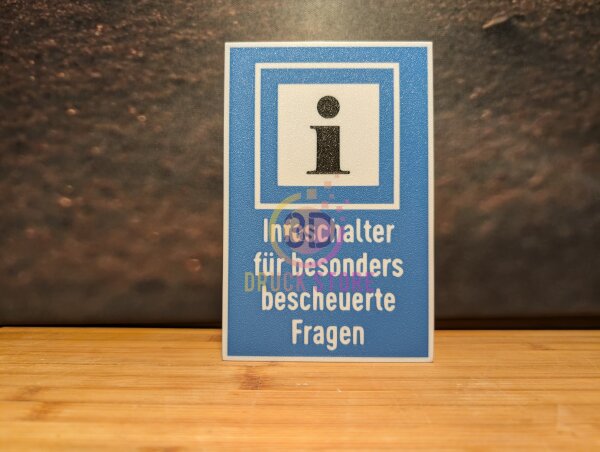 i
Infoschalter
für besonders
bescheuerte
Fragen
3D
DRUCK STORE